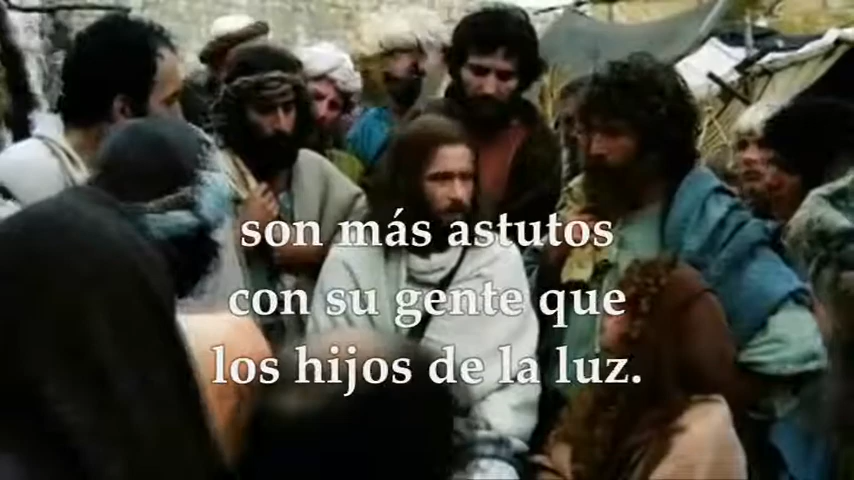 son más astutos
con su gente que
los hijos de la luz.